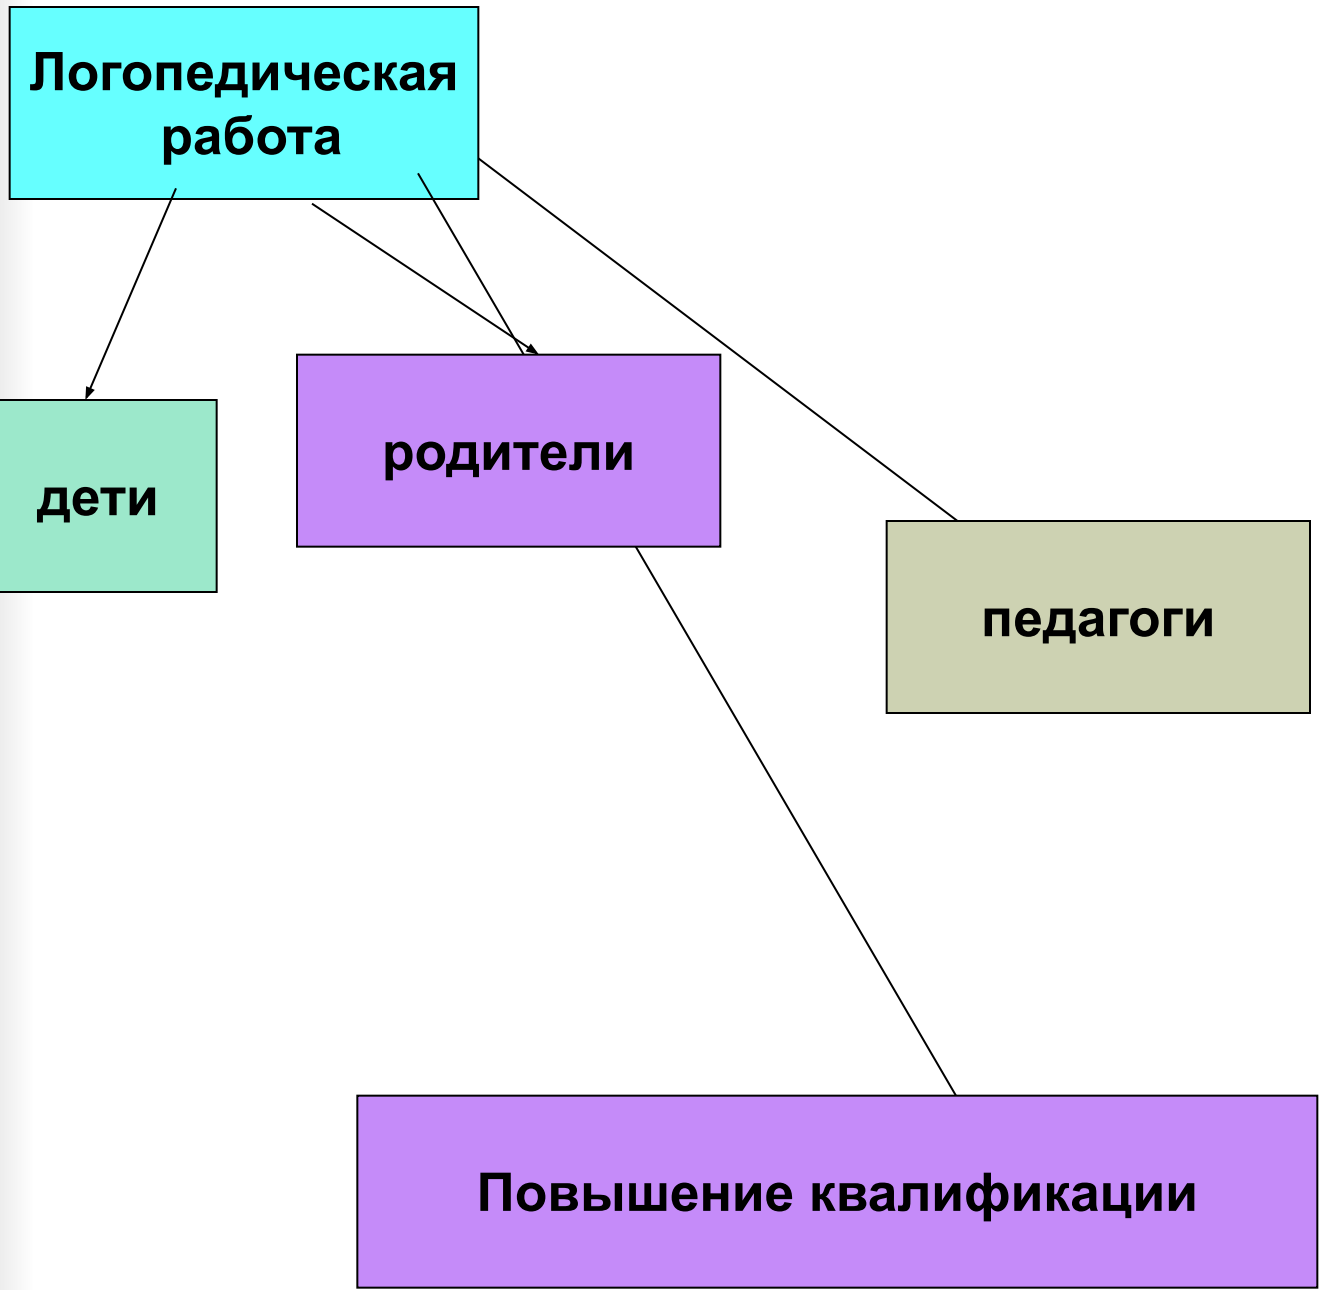 Логопедическая
работа
родители
дети
педагоги
Повышение квалификации